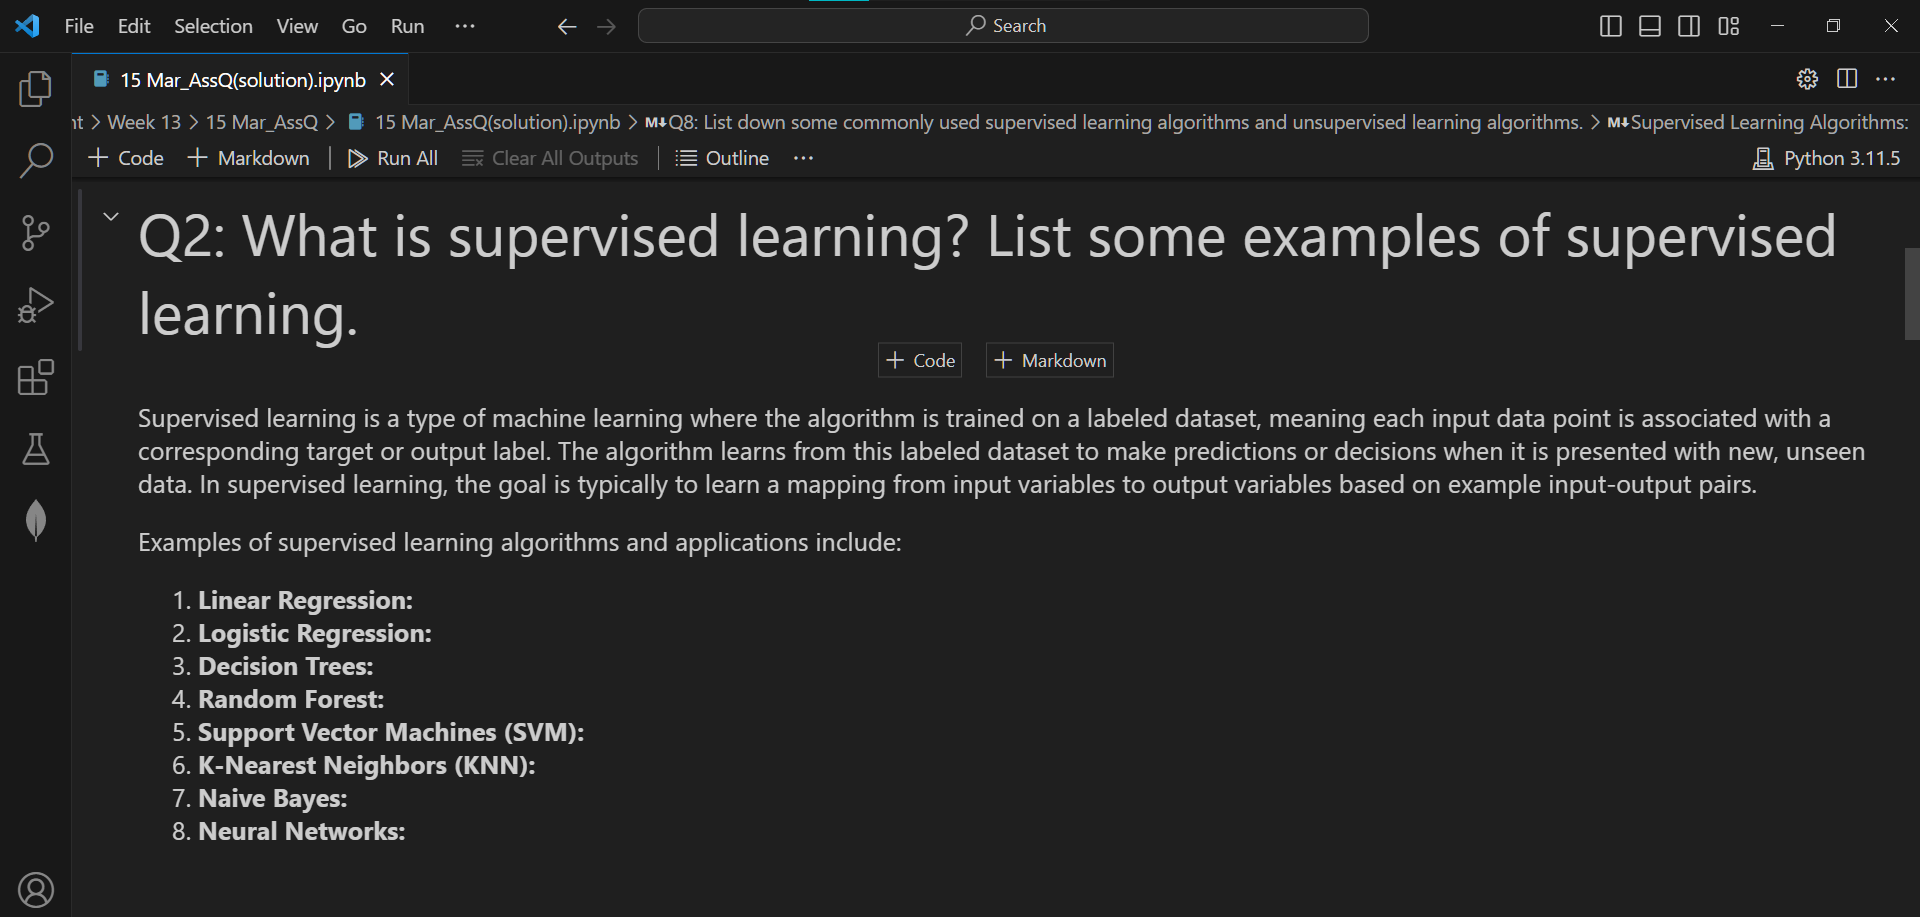 File Edit Selection View Go Run ··· Search
15 Mar_AssQ(solution).ipynb
nt > Week 13 > 15 Mar_AssQ > 15 Mar_AssQ(solution).ipynb > M↓Q8: List down some commonly used supervised learning algorithms and unsupervised learning algorithms. > M↓Supervised Learning Algorithms:
+ Code + Markdown | Run All Clear All Outputs | Outline ··· Python 3.11.5
Q2: What is supervised learning? List some examples of supervised
learning.
+ Code + Markdown
Supervised learning is a type of machine learning where the algorithm is trained on a labeled dataset, meaning each input data point is associated with a
corresponding target or output label. The algorithm learns from this labeled dataset to make predictions or decisions when it is presented with new, unseen
data. In supervised learning, the goal is typically to learn a mapping from input variables to output variables based on example input-output pairs.
Examples of supervised learning algorithms and applications include:
1. Linear Regression:
2. Logistic Regression:
3. Decision Trees:
4. Random Forest:
5. Support Vector Machines (SVM):
6. K-Nearest Neighbors (KNN):
7. Naive Bayes:
8. Neural Networks: